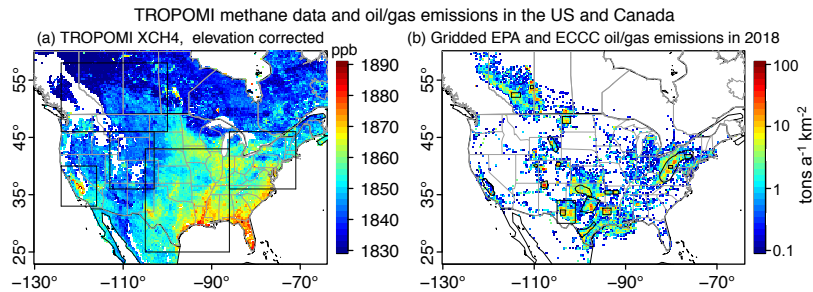 TROPOMI methane data and oil/gas emissions in the US and Canada
(a) TROPOMI XCH4, elevation corrected
(b) Gridded EPA and ECCC oil/gas emissions in 2018
ppb
55°
45°
35°
25°
−130° −110° −90° −70°
1890
1880
1870
1860
1850
1840
1830
55°
45°
35°
25°
−130° −110° −90° −70°
100
10
1
0.1
tons a⁻¹ km⁻²